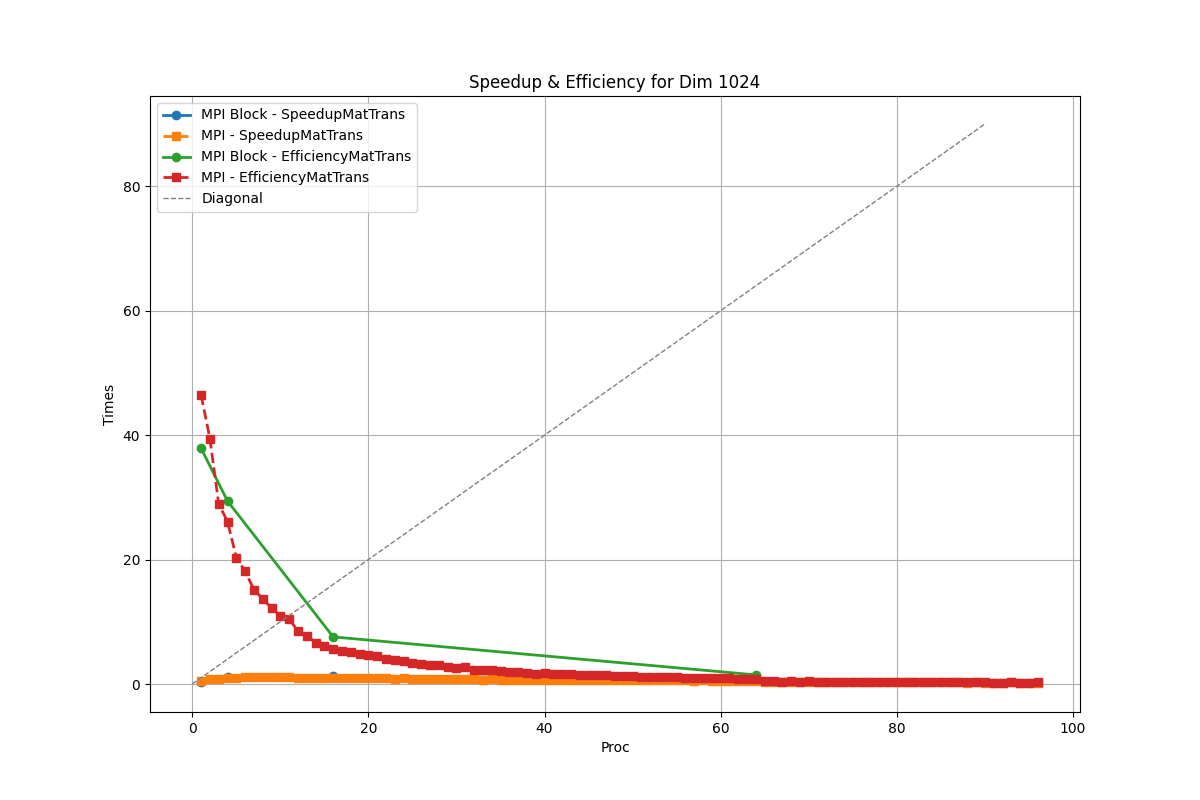 Speedup & Efficiency for Dim 1024
MPI Block - SpeedupMatTrans
MPI - SpeedupMatTrans
MPI Block - EfficiencyMatTrans
MPI - EfficiencyMatTrans
Diagonal
80
60
40
20
0
Times
0 20 40 60 80 100
Proc